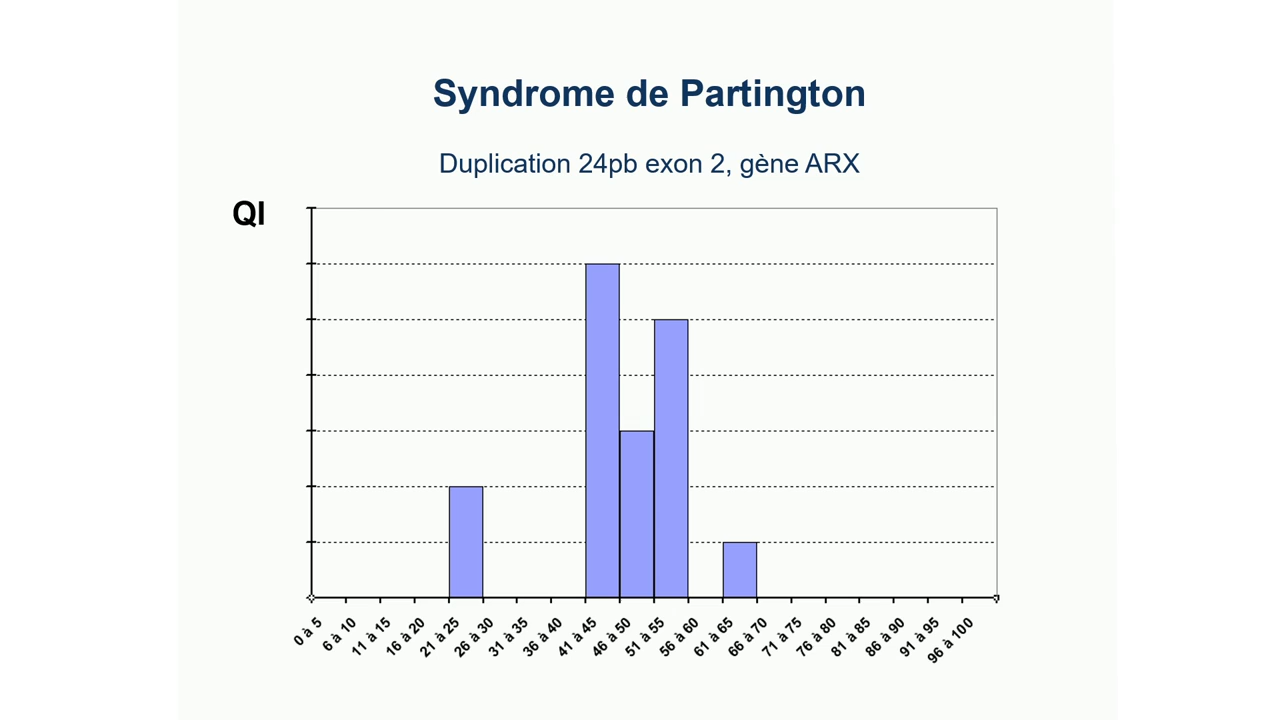 Syndrome de Partington
Duplication 24pb exon 2, gène ARX
QI
0 à 5
6 à 10
11 à 15
16 à 20
21 à 25
26 à 30
31 à 35
36 à 40
41 à 45
46 à 50
51 à 55
56 à 60
61 à 65
66 à 70
71 à 75
76 à 80
81 à 85
86 à 90
91 à 95
96 à 100